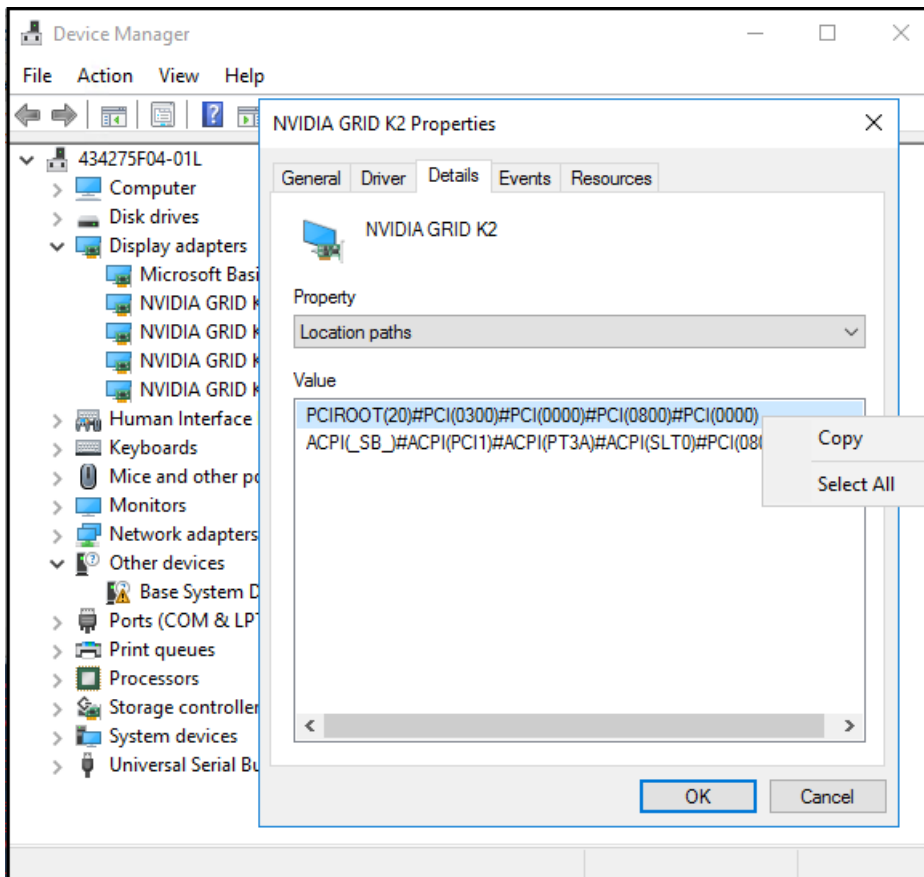 Device Manager
File Action View Help
NVIDIA GRID K2 Properties
434275F04-01L
Computer
Disk drives
Display adapters
Microsoft Basi
NVIDIA GRID K
NVIDIA GRID K
NVIDIA GRID K
NVIDIA GRID K
Human Interface
Keyboards
Mice and other po
Monitors
Network adapters
Other devices
Base System D
Ports (COM & LPT
Print queues
Processors
Storage controller
System devices
Universal Serial Bu
General Driver Details Events Resources
NVIDIA GRID K2
Property
Location paths
Value
PCIROOT(20)#PCI(0300)#PCI(0000)#PCI(0800)#PCI(0000)
ACPI(_SB_)#ACPI(PCI1)#ACPI(PT3A)#ACPI(SLT0)#PCI(080
Copy
Select All
OK Cancel